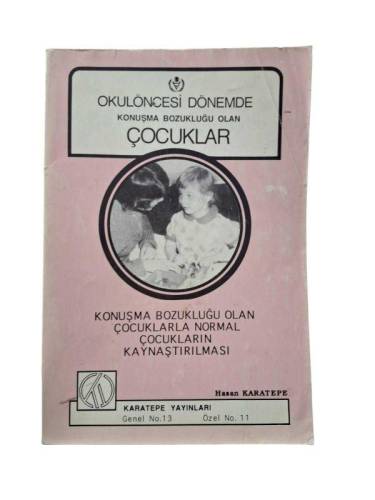 OKULÖNCESİ DÖNEMDE
KONUŞMA BOZUKLUĞU OLAN
ÇOCUKLAR
KONUŞMA BOZUKLUĞU OLAN
ÇOCUKLARLA NORMAL
ÇOCUKLARIN
KAYNAŞTIRILMASI
Hasan KARATEPE
KARATEPE YAYINLARI
Genel No.13 Özel No. 11